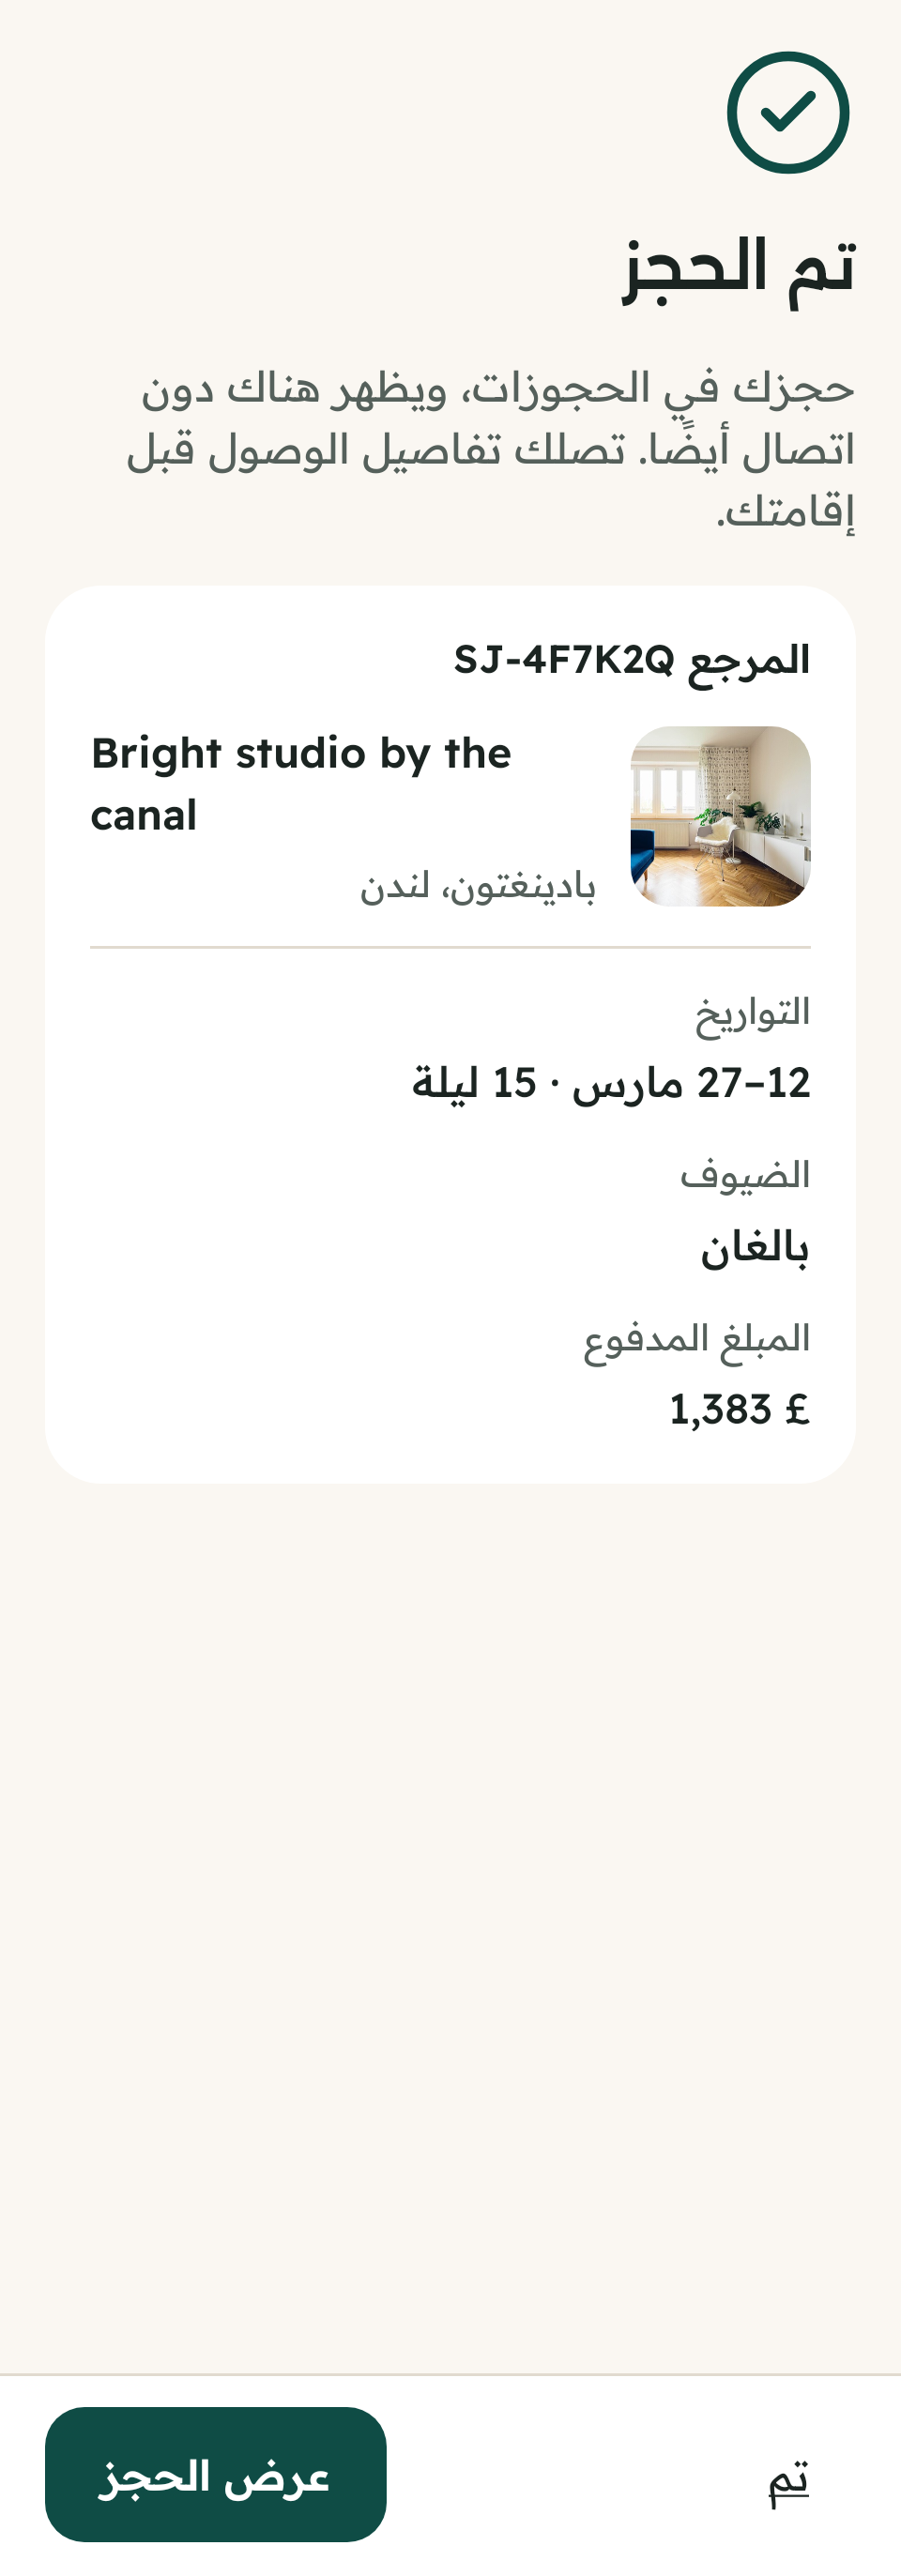 تم الحجز
حجزك في الحجوزات، ويظهر هناك دون
اتصال أيضًا. تصلك تفاصيل الوصول قبل
إقامتك.
المرجع SJ-4F7K2Q
Bright studio by the
canal
بادينغتون، لندن
التواريخ
12–27 مارس · 15 ليلة
الضيوف
بالغان
المبلغ المدفوع
£ 1,383
تم
عرض الحجز